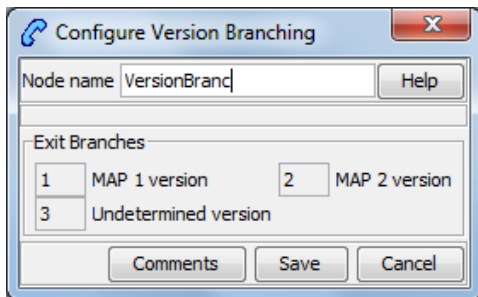 Configure Version Branching
Node name VersionBranc Help
Exit Branches
1 MAP 1 version 2 MAP 2 version
3 Undetermined version
Comments Save Cancel